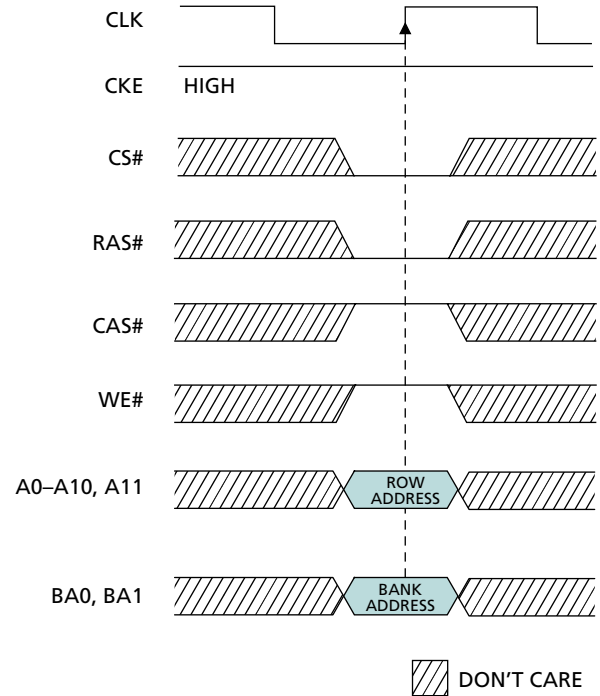 CLK
CKE HIGH
CS#
RAS#
CAS#
WE#
A0–A10, A11
ROW
ADDRESS
BA0, BA1
BANK
ADDRESS
DON'T CARE